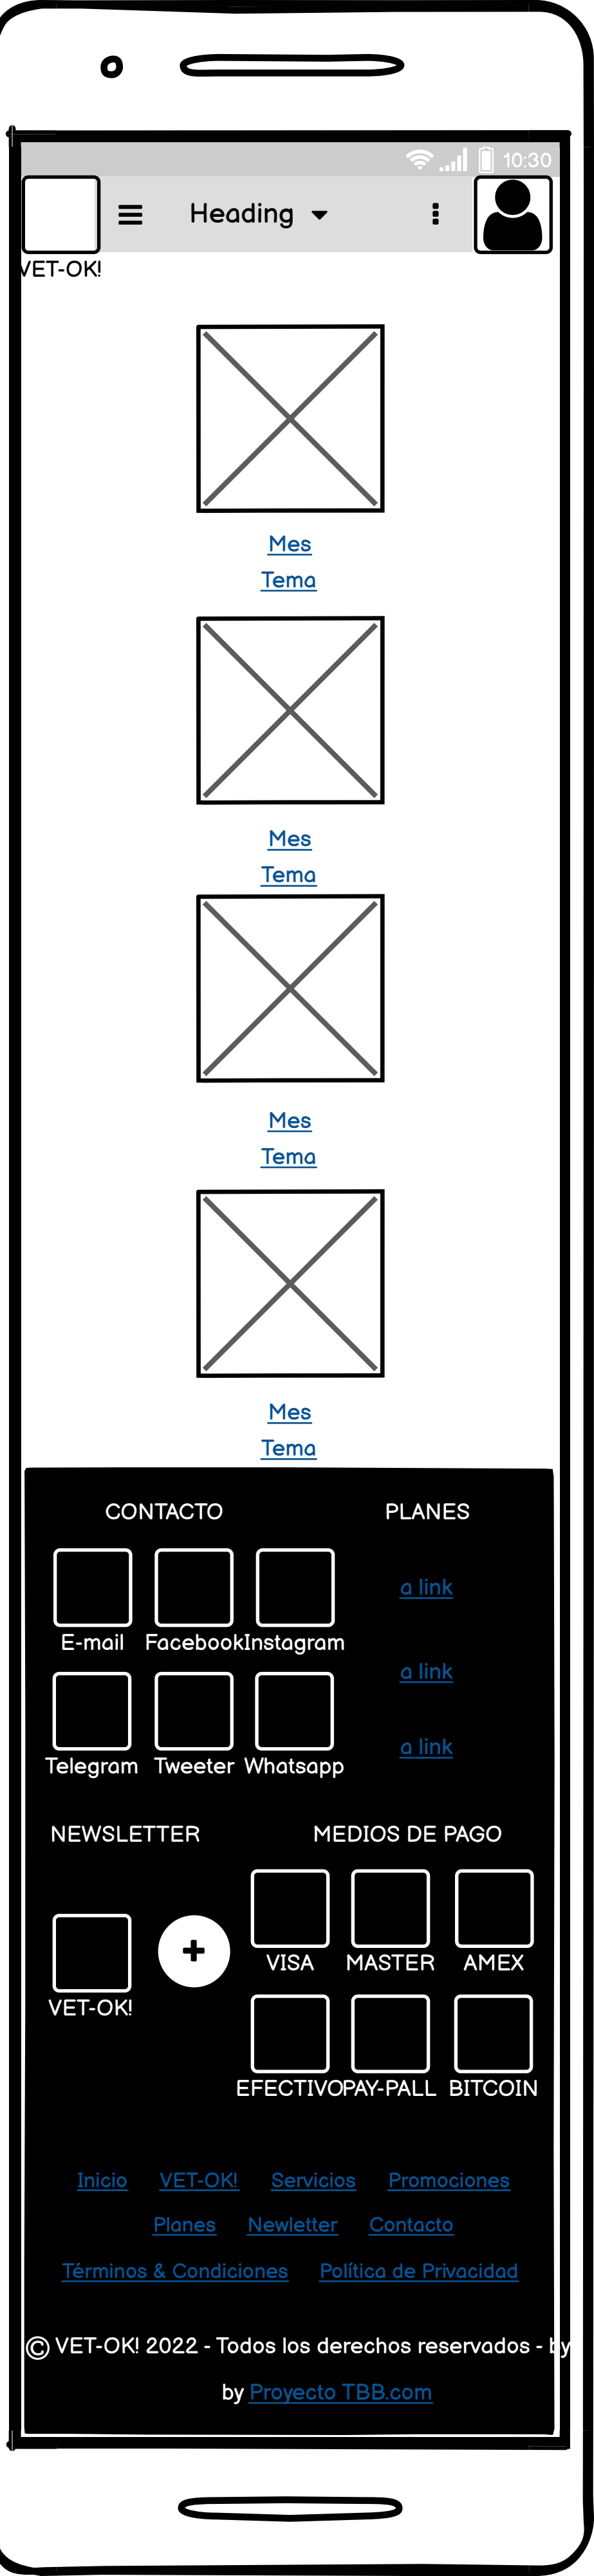 10:30
Heading
VET-OK!
Mes
Tema
Mes
Tema
Mes
Tema
Mes
Tema
CONTACTO PLANES
a link
E-mail Facebook Instagram
a link
a link
Telegram Tweeter Whatsapp
NEWSLETTER MEDIOS DE PAGO
VISA MASTER AMEX
VET-OK!
EFECTIVO PAY-PALL BITCOIN
Inicio VET-OK! Servicios Promociones
Planes Newletter Contacto
Términos & Condiciones Política de Privacidad
© VET-OK! 2022 - Todos los derechos reservados - by
by Proyecto TBB.com